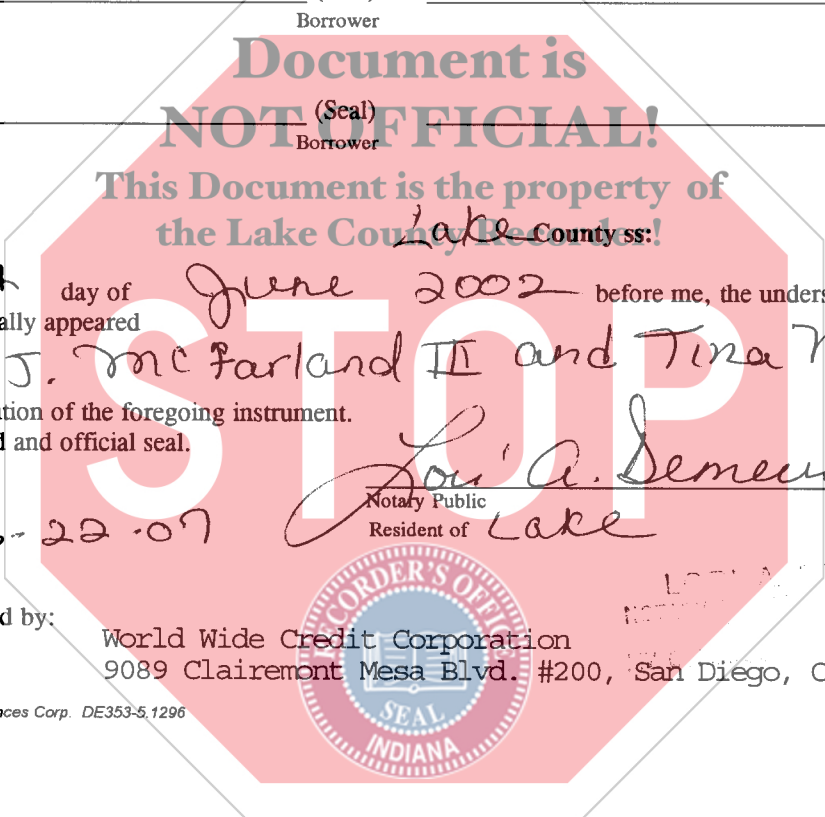 Borrower
Document is
(Seal)
NOT OFFICIAL!
Borrower
This Document is the property of
the Lake County Recorder!
Lake County ss:
day of June 2002 before me, the unders
ally appeared
J. McFarland III and Tina
tion of the foregoing instrument.
d and official seal.
STOP
Lori A.
Notary Public
-22-07
Resident of Lake
RECORDER'S OFFICE
d by:
World Wide Credit Corporation
9089 Clairemont Mesa Blvd. #200, San Diego, C
SEAL
INDIANA
nces Corp. DE353-5.1296